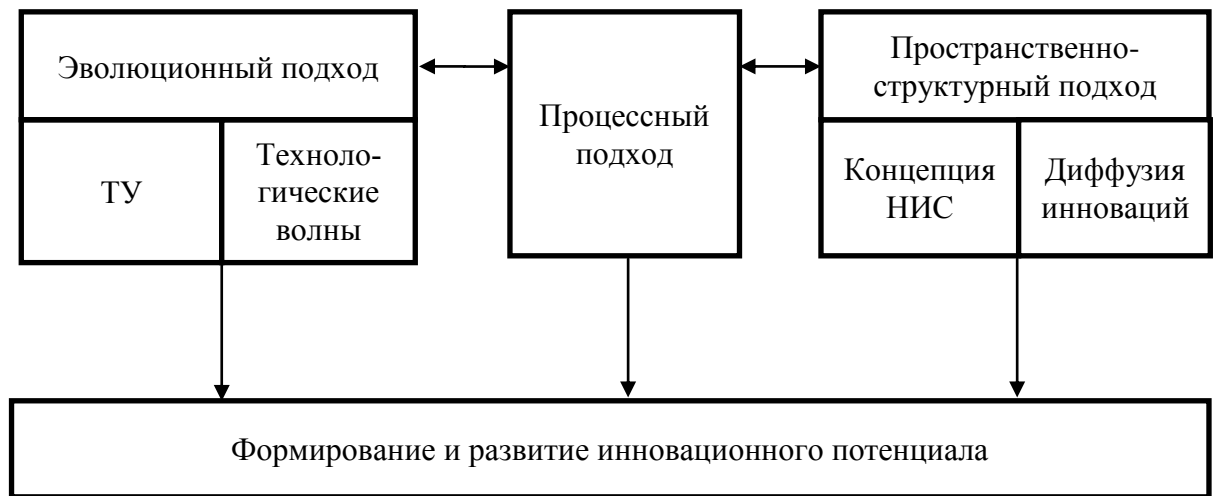 Эволюционный подход
ТУ
Техноло-
гические
волны
Процессный
подход
Пространственно-
структурный подход
Концепция
НИС
Диффузия
инноваций
Формирование и развитие инновационного потенциала